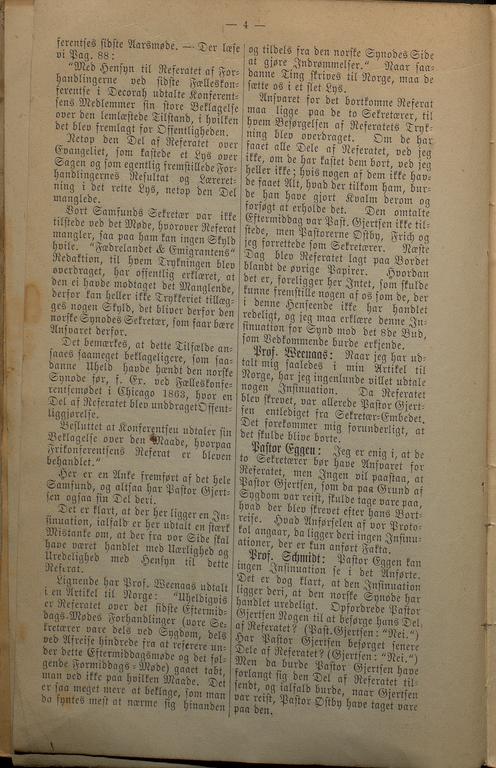 — 4 —
ferentses sidste Aarsmøde. — Der læse
vi Pag. 88:
"Med Hensyn til Referatet af For-
handlingerne ved sidste Fælleskon-
ferentse i Decorah udtalte Konferent-
sens Medlemmer sin store Beklagelse
over den lemlæstede Tilstand, i hvilken
det blev fremlagt for Offentligheden.
Netop den Del af Referatet over
Evangeliet, som kastede et Lys over
Sagen og som egentlig fremstillede For-
handlingernes Resultat og Læreret-
ning i det rette Lys, netop den Del
manglede.
Vort Samfunds Sekretær var ikke
tilstede ved det Møde, hvorover Referat
mangler, saa paa ham kan ingen Skyld
hvile. "Fædrelandet & Emigrantens"
Redaktion, til hvem Trykningen blev
overdraget, har offentlig erklæret, at
den ei havde modtaget det Manglende,
derfor kan heller ikke Trykkeriet tillæg-
ges nogen Skyld, det bliver derfor den
norske Synodes Sekretær, som faar bære
Ansvaret derfor.
Det bemærkes, at dette Tilfælde an-
saaes saameget beklageligere, som saa-
danne Uheld havde hændt den norske
Synode før, f. Ex. ved Fælleskonfe-
rentsemødet i Chicago 1863, hvor en
Del af Referatet blev unddraget Offent-
liggjørelse.
Besluttet at Konferentsen udtaler sin
Beklagelse over den Maade, hvorpaa
Frikonferentsens Referat er bleven
behandlet."
Her er en Anke fremført af det hele
Samfund, og altsaa har Pastor Gjert-
sen ogsaa sin Del deri.
Det er klart, at der her ligger en In-
sinuation, ialfald er her udtalt en stærk
Mistanke om, at der fra vor Side skal
have været handlet med Uærlighed og
Uredelighed med Hensyn til dette
Referat.
Lignende har Prof. Weenaas udtalt
i en Artikel til Norge: "Uheldigvis
er Referatet over det sidste Eftermid-
dags-Mødes Forhandlinger (vore Se-
kretærer vare dels ved Sygdom, dels
ved Afreise hindrede fra at referere un-
der dette Eftermiddagsmøde og det føl-
gende Formiddags-Møde) gaaet tabt,
man ved ikke paa hvilken Maade. Det
er saa meget mere at beklage, som man
da syntes mest at nærme sig hinanden
og tildels fra den norske Synodes Side
at gjøre Indrømmelser." Naar saa-
danne Ting skrives til Norge, maa de
sætte os i et slet Lys.
Ansvaret for det bortkomne Referat
maa ligge paa de to Sekretærer, til
hvem Besørgelsen af Referatets Tryk-
ning blev overdraget. Om de har
faaet alle Dele af Referatet, ved jeg
ikke, om de har kastet dem bort, ved jeg
heller ikke; hvis nogen af dem ikke hav-
de faaet Alt, hvad der tilkom ham, bur-
de han have gjort Kvalm derom og
forsøgt at erholde det. Den omtalte
Eftermiddag var Past. Gjertsen ikke til-
stede, men Pastorerne Østby, Frich og
jeg forrettede som Sekretærer. Næste
Dag blev Referatet lagt paa Bordet
blandt de øvrige Papirer. Hvordan
det er, foreligger her Intet, som skulde
kunne fremstille nogen af os som de, der
i denne Henseende ikke har handlet
redeligt, og jeg maa erklære denne In-
sinuation for Synd mod det 8de Bud,
som Vedkommende burde erkjende.
Prof. Weenaas: Naar jeg har ud-
talt mig saaledes i min Artikel til
Norge, har jeg ingenlunde villet udtale
nogen Insinuation. Da Referatet
blev skrevet, var allerede Pastor Gjert-
sen entlediget fra Sekretær-Embedet.
Det forekommer mig forunderligt, at
det skulde blive borte.
Pastor Eggen: Jeg er enig i, at de
to Sekretærer bør have Ansvaret for
Referatet, men Ingen vil paastaa, at
Pastor Gjertsen, som da paa Grund af
Sygdom var reist, skulde tage vare paa,
hvad der blev skrevet efter hans Bort-
reise. Hvad Anførselen af vor Proto-
kol angaar, da ligger deri ingen Insinu-
ationer, der er kun anført Fakta.
Prof. Schmidt: Pastor Eggen kan
ingen Insinuation se i det Anførte.
Det er dog klart, at den Insinuation
ligger deri, at den norske Synode har
handlet uredeligt. Opfordrede Pastor
Gjertsen Nogen til at besørge hans Del
af Referatet? (Past. Gjertsen: "Nei.")
Har Pastor Gjertsen besørget senere
Dele af Referatet? (Gjertsen: "Nei.")
Men da burde Pastor Gjertsen have
forlangt sig den Del af Referatet til-
sendt, og ialfald burde, naar Gjertsen
var reist, Pastor Østby have taget vare
paa den.